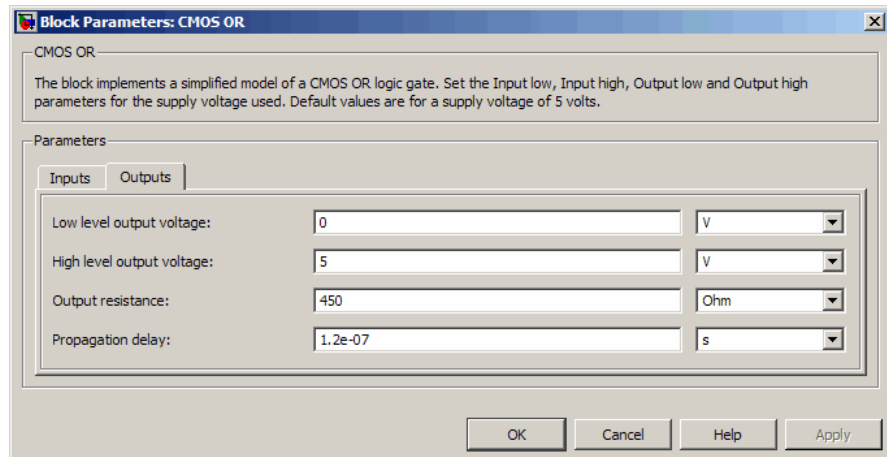 Block Parameters: CMOS OR
CMOS OR
The block implements a simplified model of a CMOS OR logic gate. Set the Input low, Input high, Output low and Output high
parameters for the supply voltage used. Default values are for a supply voltage of 5 volts.
Parameters
Inputs Outputs
Low level output voltage: 0 V
High level output voltage: 5 V
Output resistance: 450 Ohm
Propagation delay: 1.2e-07 s
OK Cancel Help Apply